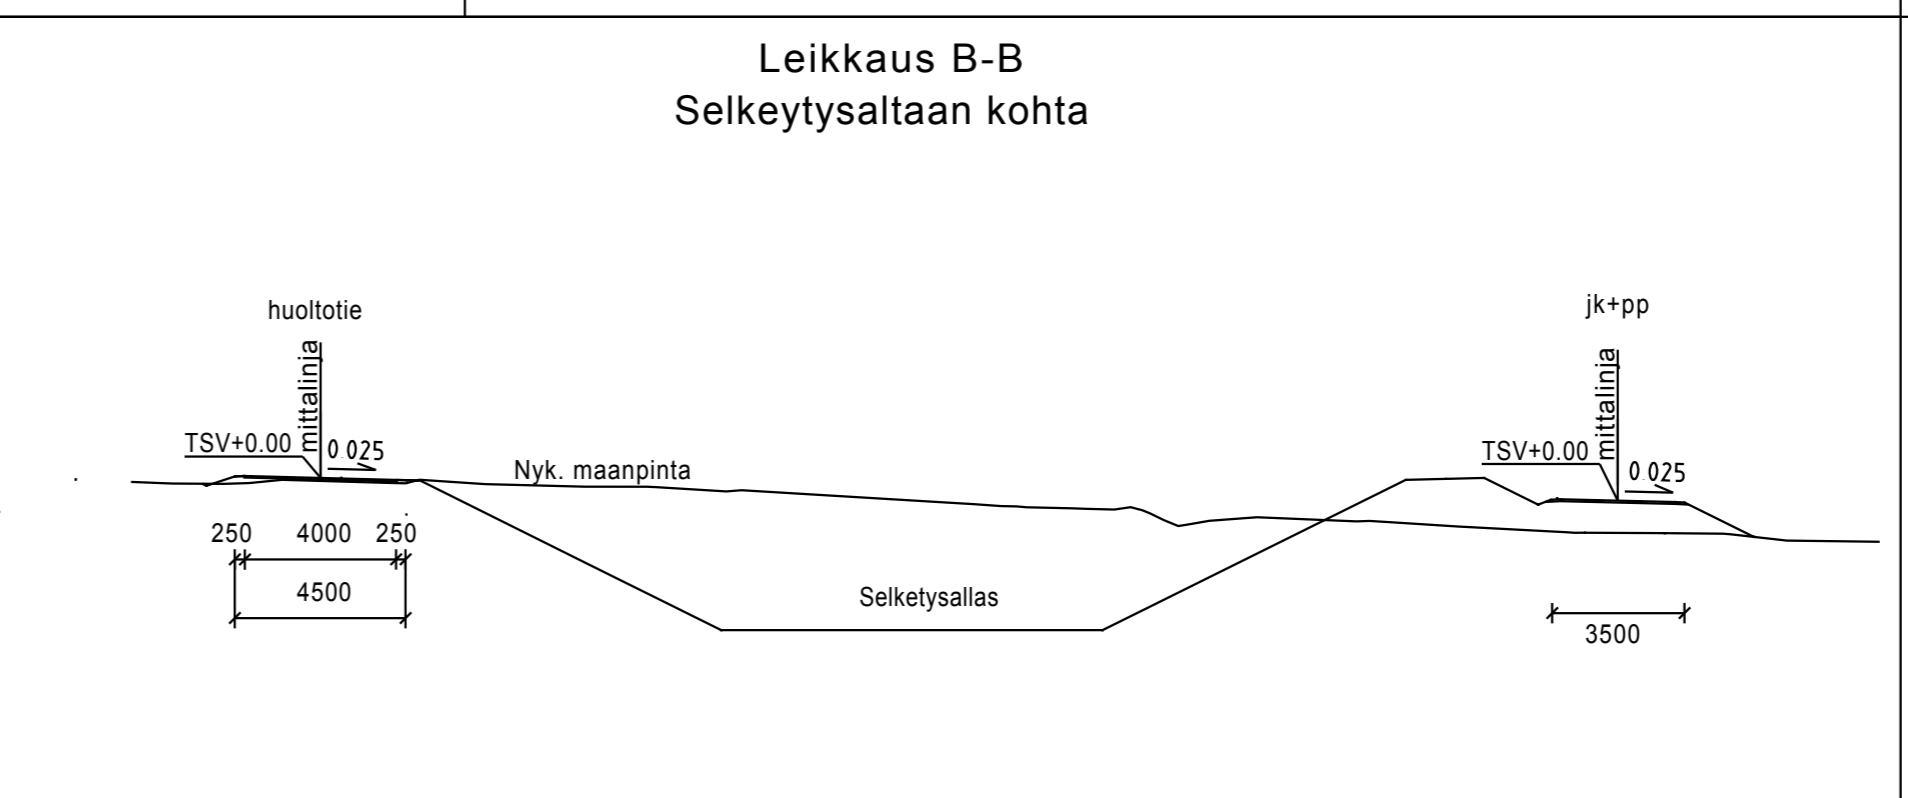 Leikkaus B-B
Selkeytysaltaan kohta
huoltotie
jk+pp
mittalinja
mittalinja
TSV+0.00
0.025
TSV+0.00
0.025
Nyk. maanpinta
250 4000 250
4500
Selketysallas
3500